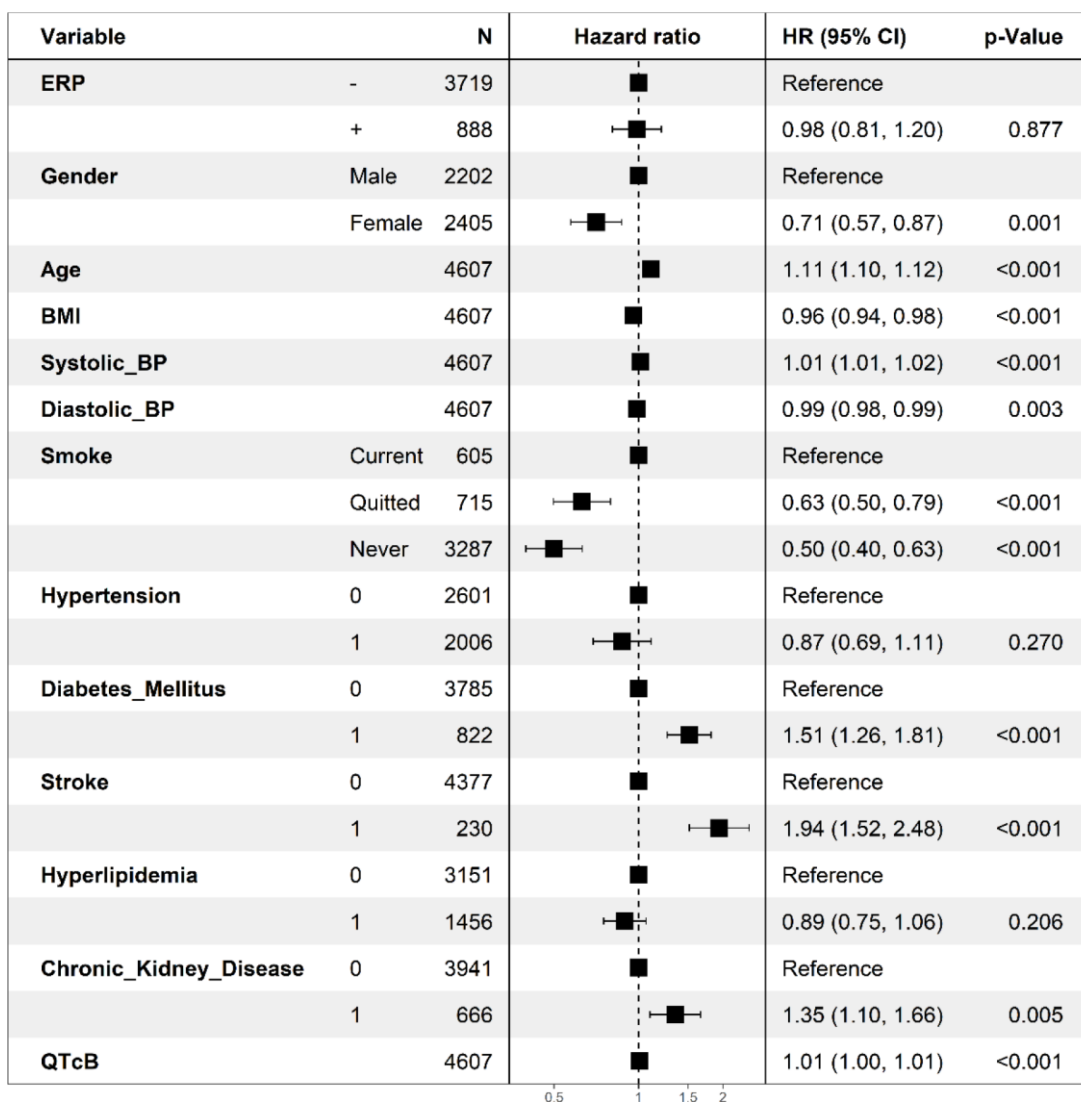 Variable N Hazard ratio HR (95% CI) p-Value
ERP - 3719 Reference
+ 888 0.98 (0.81, 1.20) 0.877
Gender Male 2202 Reference
Female 2405 0.71 (0.57, 0.87) 0.001
Age 4607 1.11 (1.10, 1.12) <0.001
BMI 4607 0.96 (0.94, 0.98) <0.001
Systolic_BP 4607 1.01 (1.01, 1.02) <0.001
Diastolic_BP 4607 0.99 (0.98, 0.99) 0.003
Smoke Current 605 Reference
Quitted 715 0.63 (0.50, 0.79) <0.001
Never 3287 0.50 (0.40, 0.63) <0.001
Hypertension 0 2601 Reference
1 2006 0.87 (0.69, 1.11) 0.270
Diabetes_Mellitus 0 3785 Reference
1 822 1.51 (1.26, 1.81) <0.001
Stroke 0 4377 Reference
1 230 1.94 (1.52, 2.48) <0.001
Hyperlipidemia 0 3151 Reference
1 1456 0.89 (0.75, 1.06) 0.206
Chronic_Kidney_Disease 0 3941 Reference
1 666 1.35 (1.10, 1.66) 0.005
QTcB 4607 1.01 (1.00, 1.01) <0.001
0.5 1 1.5 2